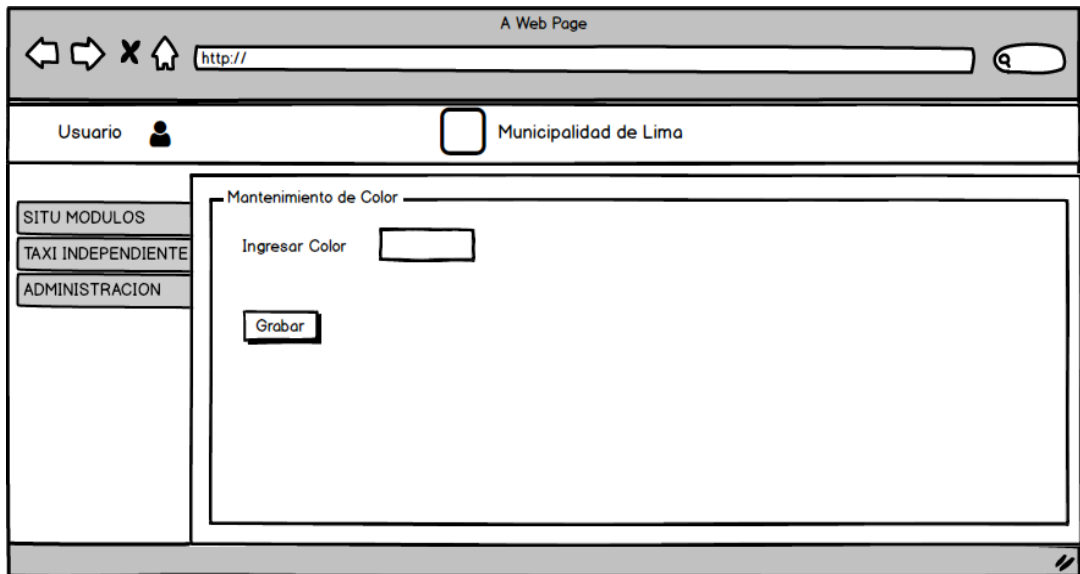 A Web Page
http://
Usuario
Municipalidad de Lima
SITU MODULOS
TAXI INDEPENDIENTE
ADMINISTRACION
Mantenimiento de Color
Ingresar Color
Grabar